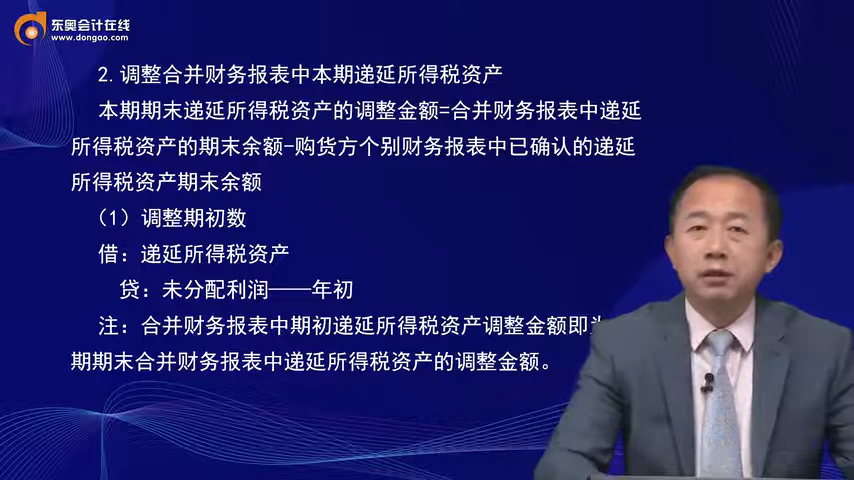 东奥会计在线
www.dongao.com
2.调整合并财务报表中本期递延所得税资产
本期期末递延所得税资产的调整金额=合并财务报表中递延
所得税资产的期末余额-购货方个别财务报表中已确认的递延
所得税资产期末余额
（1）调整期初数
借：递延所得税资产
贷：未分配利润——年初
注：合并财务报表中期初递延所得税资产调整金额即
期期末合并财务报表中递延所得税资产的调整金额。